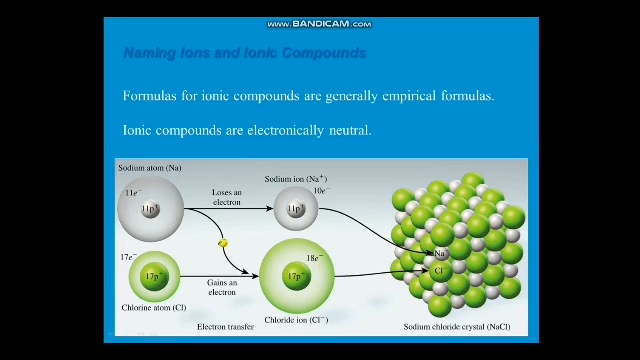 www.BANDICAM.com
Naming Ions and Ionic Compounds
Formulas for ionic compounds are generally empirical formulas.
Ionic compounds are electronically neutral.
Sodium atom (Na)
11e⁻
11p⁺
Loses an
electron
Sodium ion (Na⁺)
10e⁻
11p⁺
17e⁻
17p⁺
Gains an
electron
18e⁻
17p⁺
Na⁺
Cl⁻
Chlorine atom (Cl)
Electron transfer
Chloride ion (Cl⁻)
Sodium chloride crystal (NaCl)